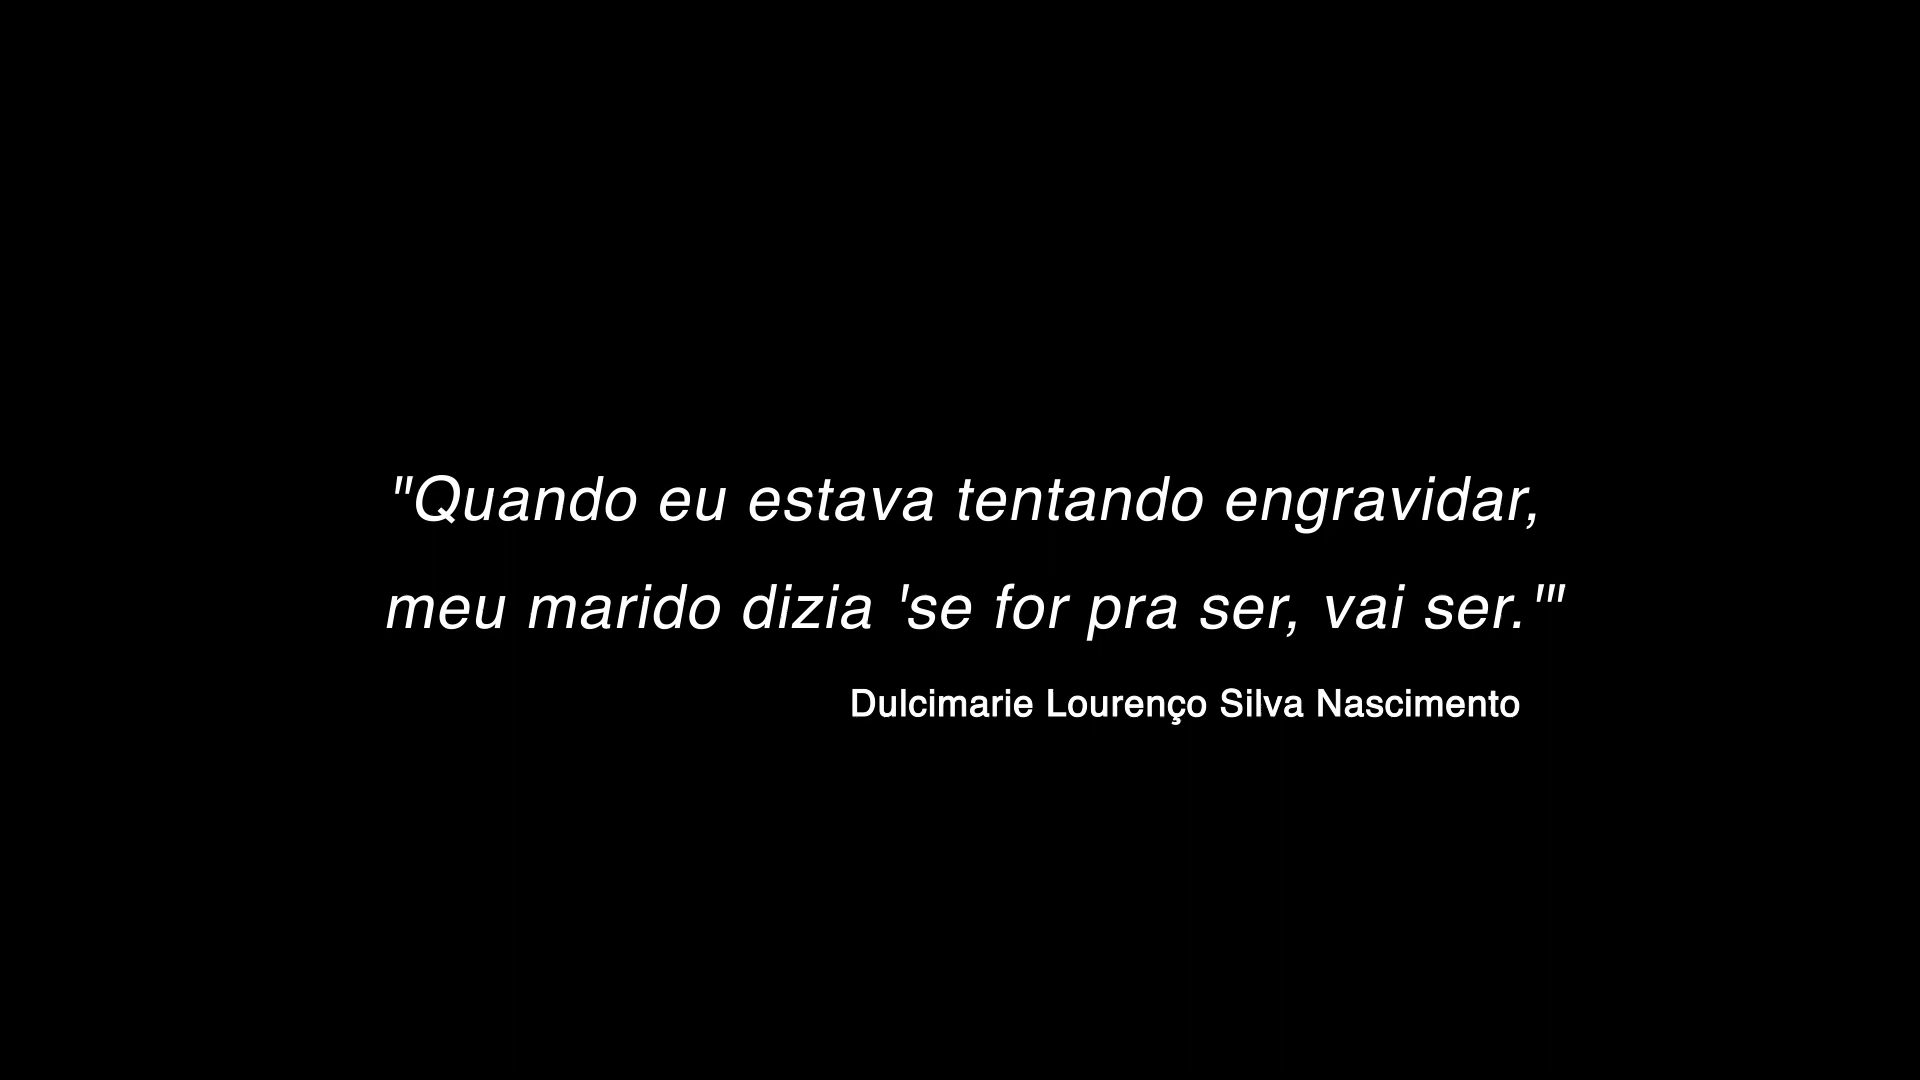 "Quando eu estava tentando engravidar,
meu marido dizia 'se for pra ser, vai ser.'"
Dulcimarie Lourenço Silva Nascimento